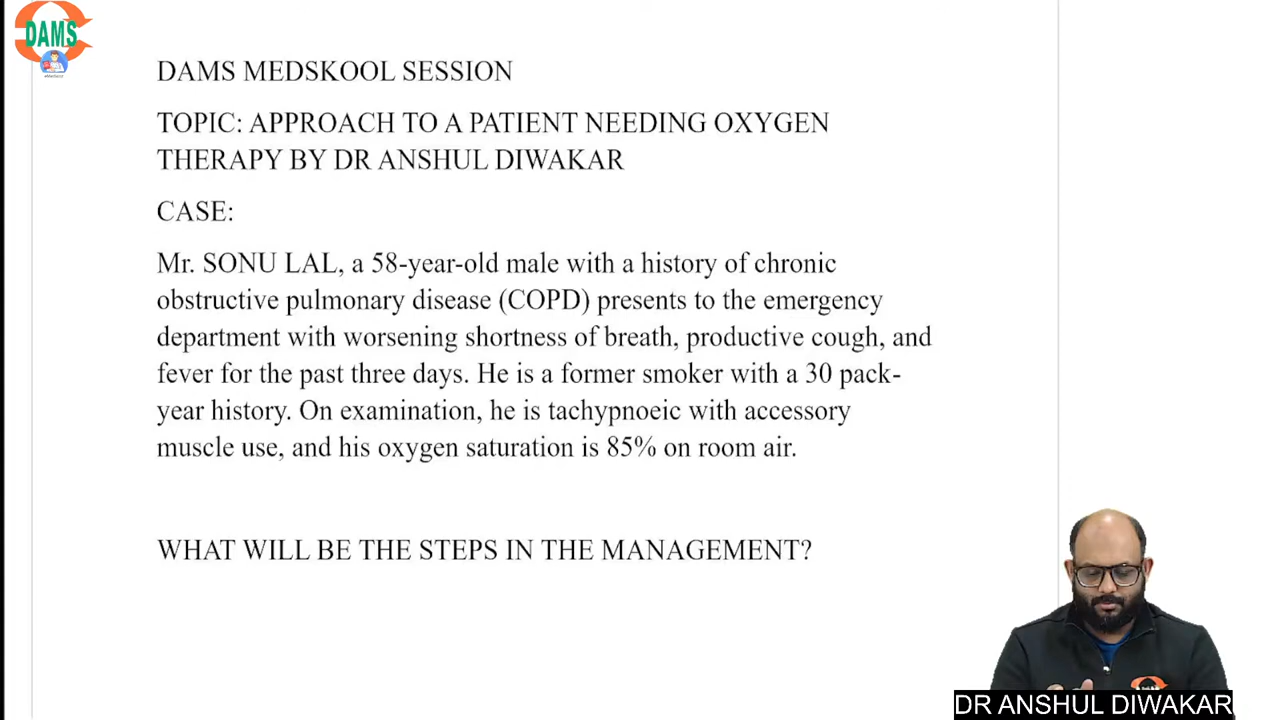 DAMS
DAMS MEDSKOOL SESSION
TOPIC: APPROACH TO A PATIENT NEEDING OXYGEN
THERAPY BY DR ANSHUL DIWAKAR
CASE:
Mr. SONU LAL, a 58-year-old male with a history of chronic
obstructive pulmonary disease (COPD) presents to the emergency
department with worsening shortness of breath, productive cough, and
fever for the past three days. He is a former smoker with a 30 pack-
year history. On examination, he is tachypnoeic with accessory
muscle use, and his oxygen saturation is 85% on room air.
WHAT WILL BE THE STEPS IN THE MANAGEMENT?
DR ANSHUL DIWAKAR